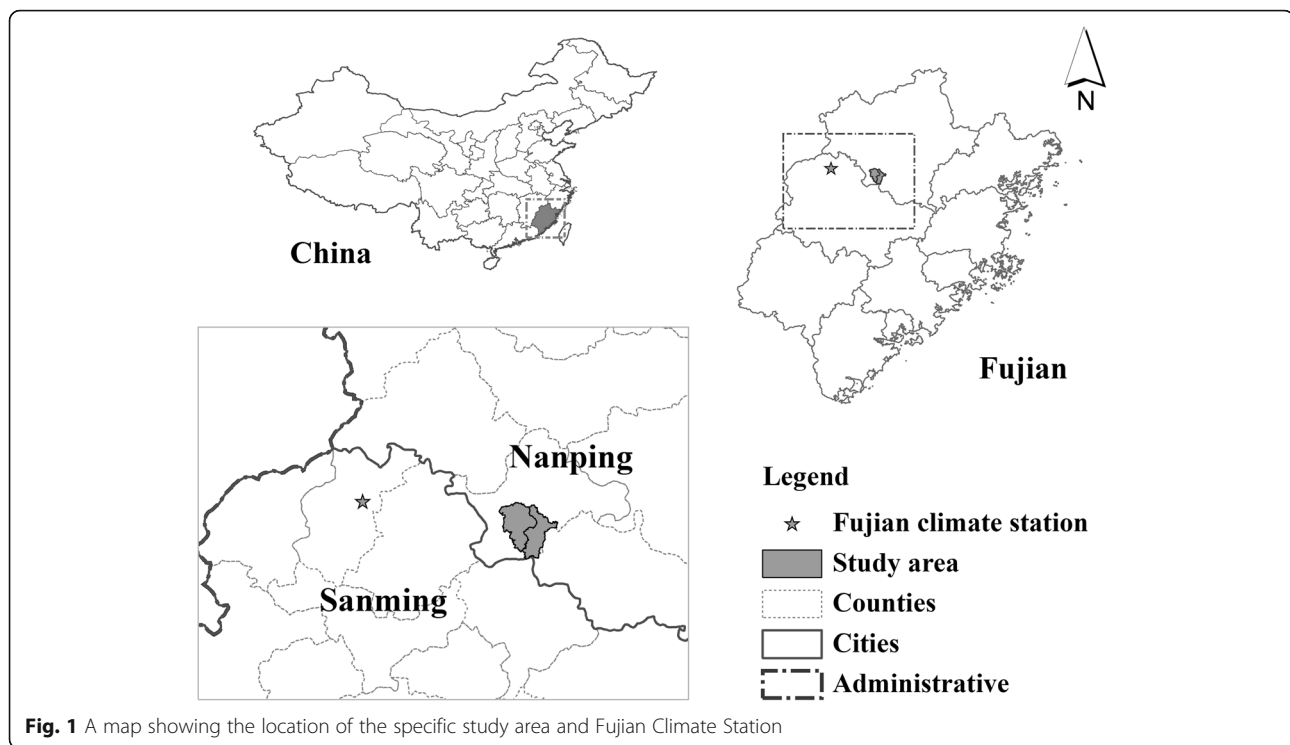 China
N
Fujian
Nanping
Sanming
Legend
Fujian climate station
Study area
Counties
Cities
Administrative
Fig. 1 A map showing the location of the specific study area and Fujian Climate Station